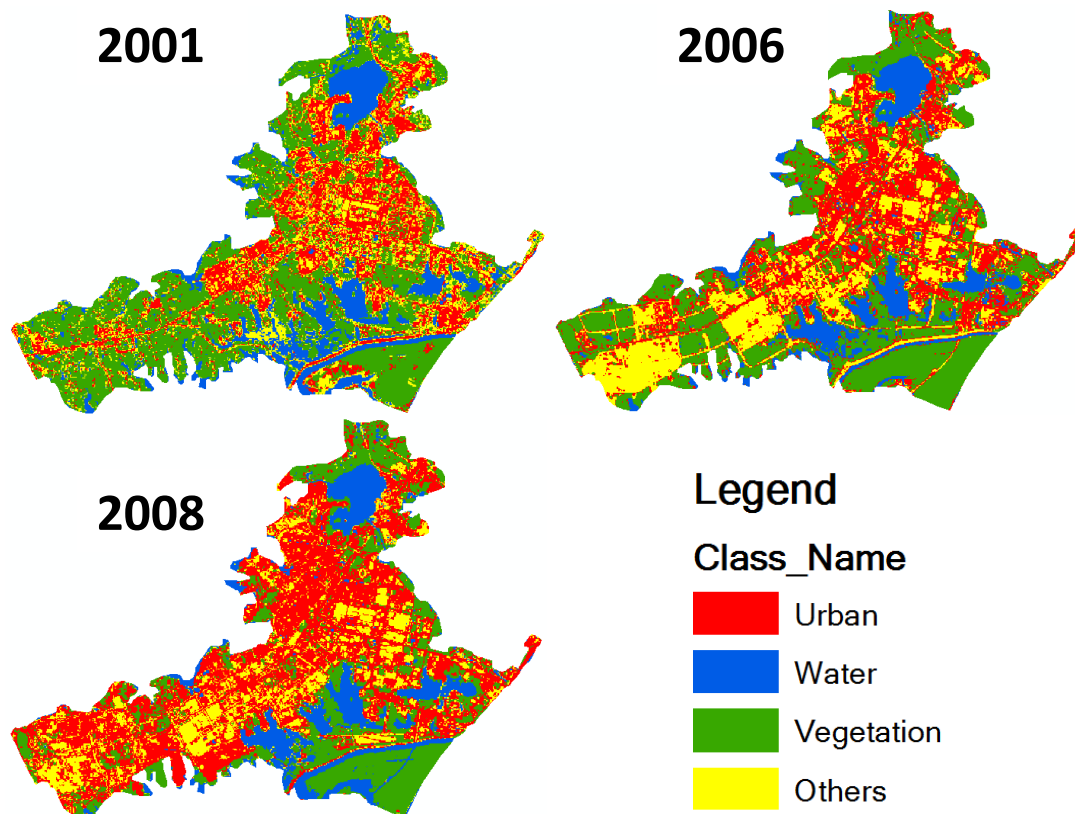 2001
2006
2008
Legend
Class_Name
Urban
Water
Vegetation
Others